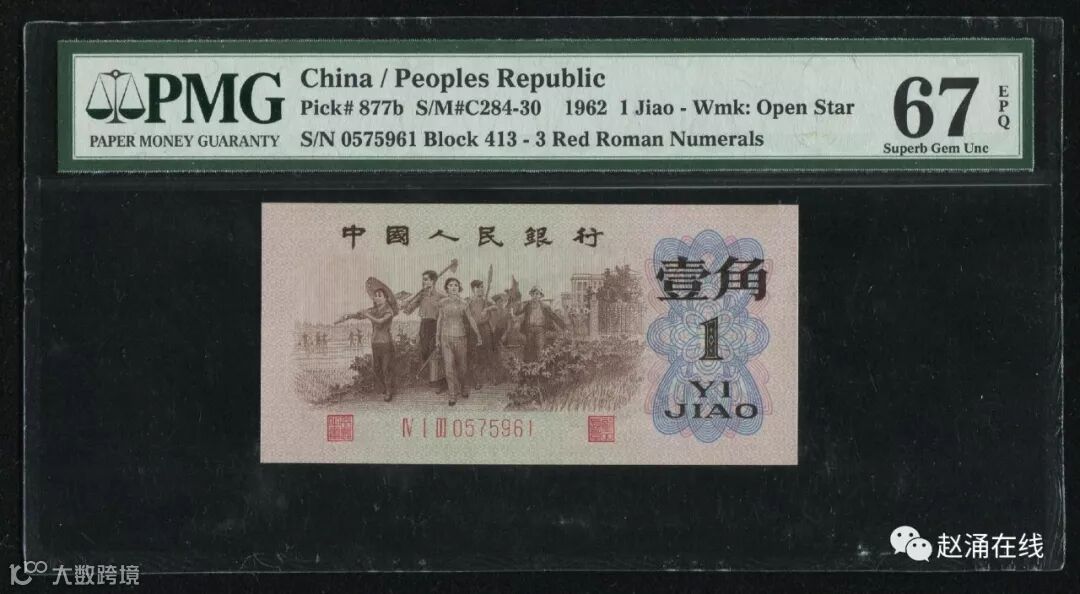 PMG
PAPER MONEY GUARANTY
China / Peoples Republic
Pick# 877b S/M#C284-30 1962 1 Jiao - Wmk: Open Star
S/N 0575961 Block 413 - 3 Red Roman Numerals
67
EPQ
Superb Gem Unc
中國人民銀行
壹角
1
YI
JIAO
Ⅳ Ⅰ Ⅲ 0575961
赵涌在线
大数跨境